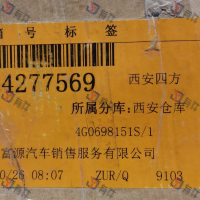 箱 号 标 签
4277569
西安四方
所属分库: 西安仓库
4G0698151S/1
富源汽车销售服务有限公司
0/26 08:07
ZUR/Q
9103